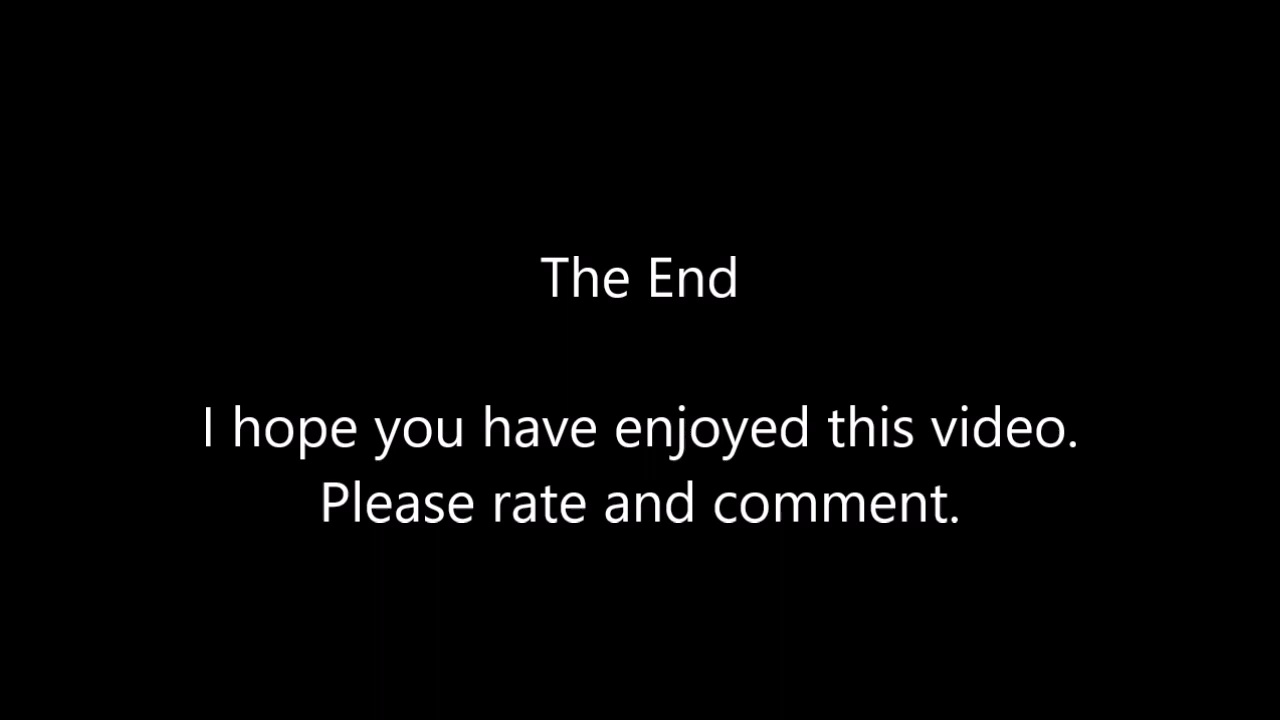 The End
I hope you have enjoyed this video.
Please rate and comment.